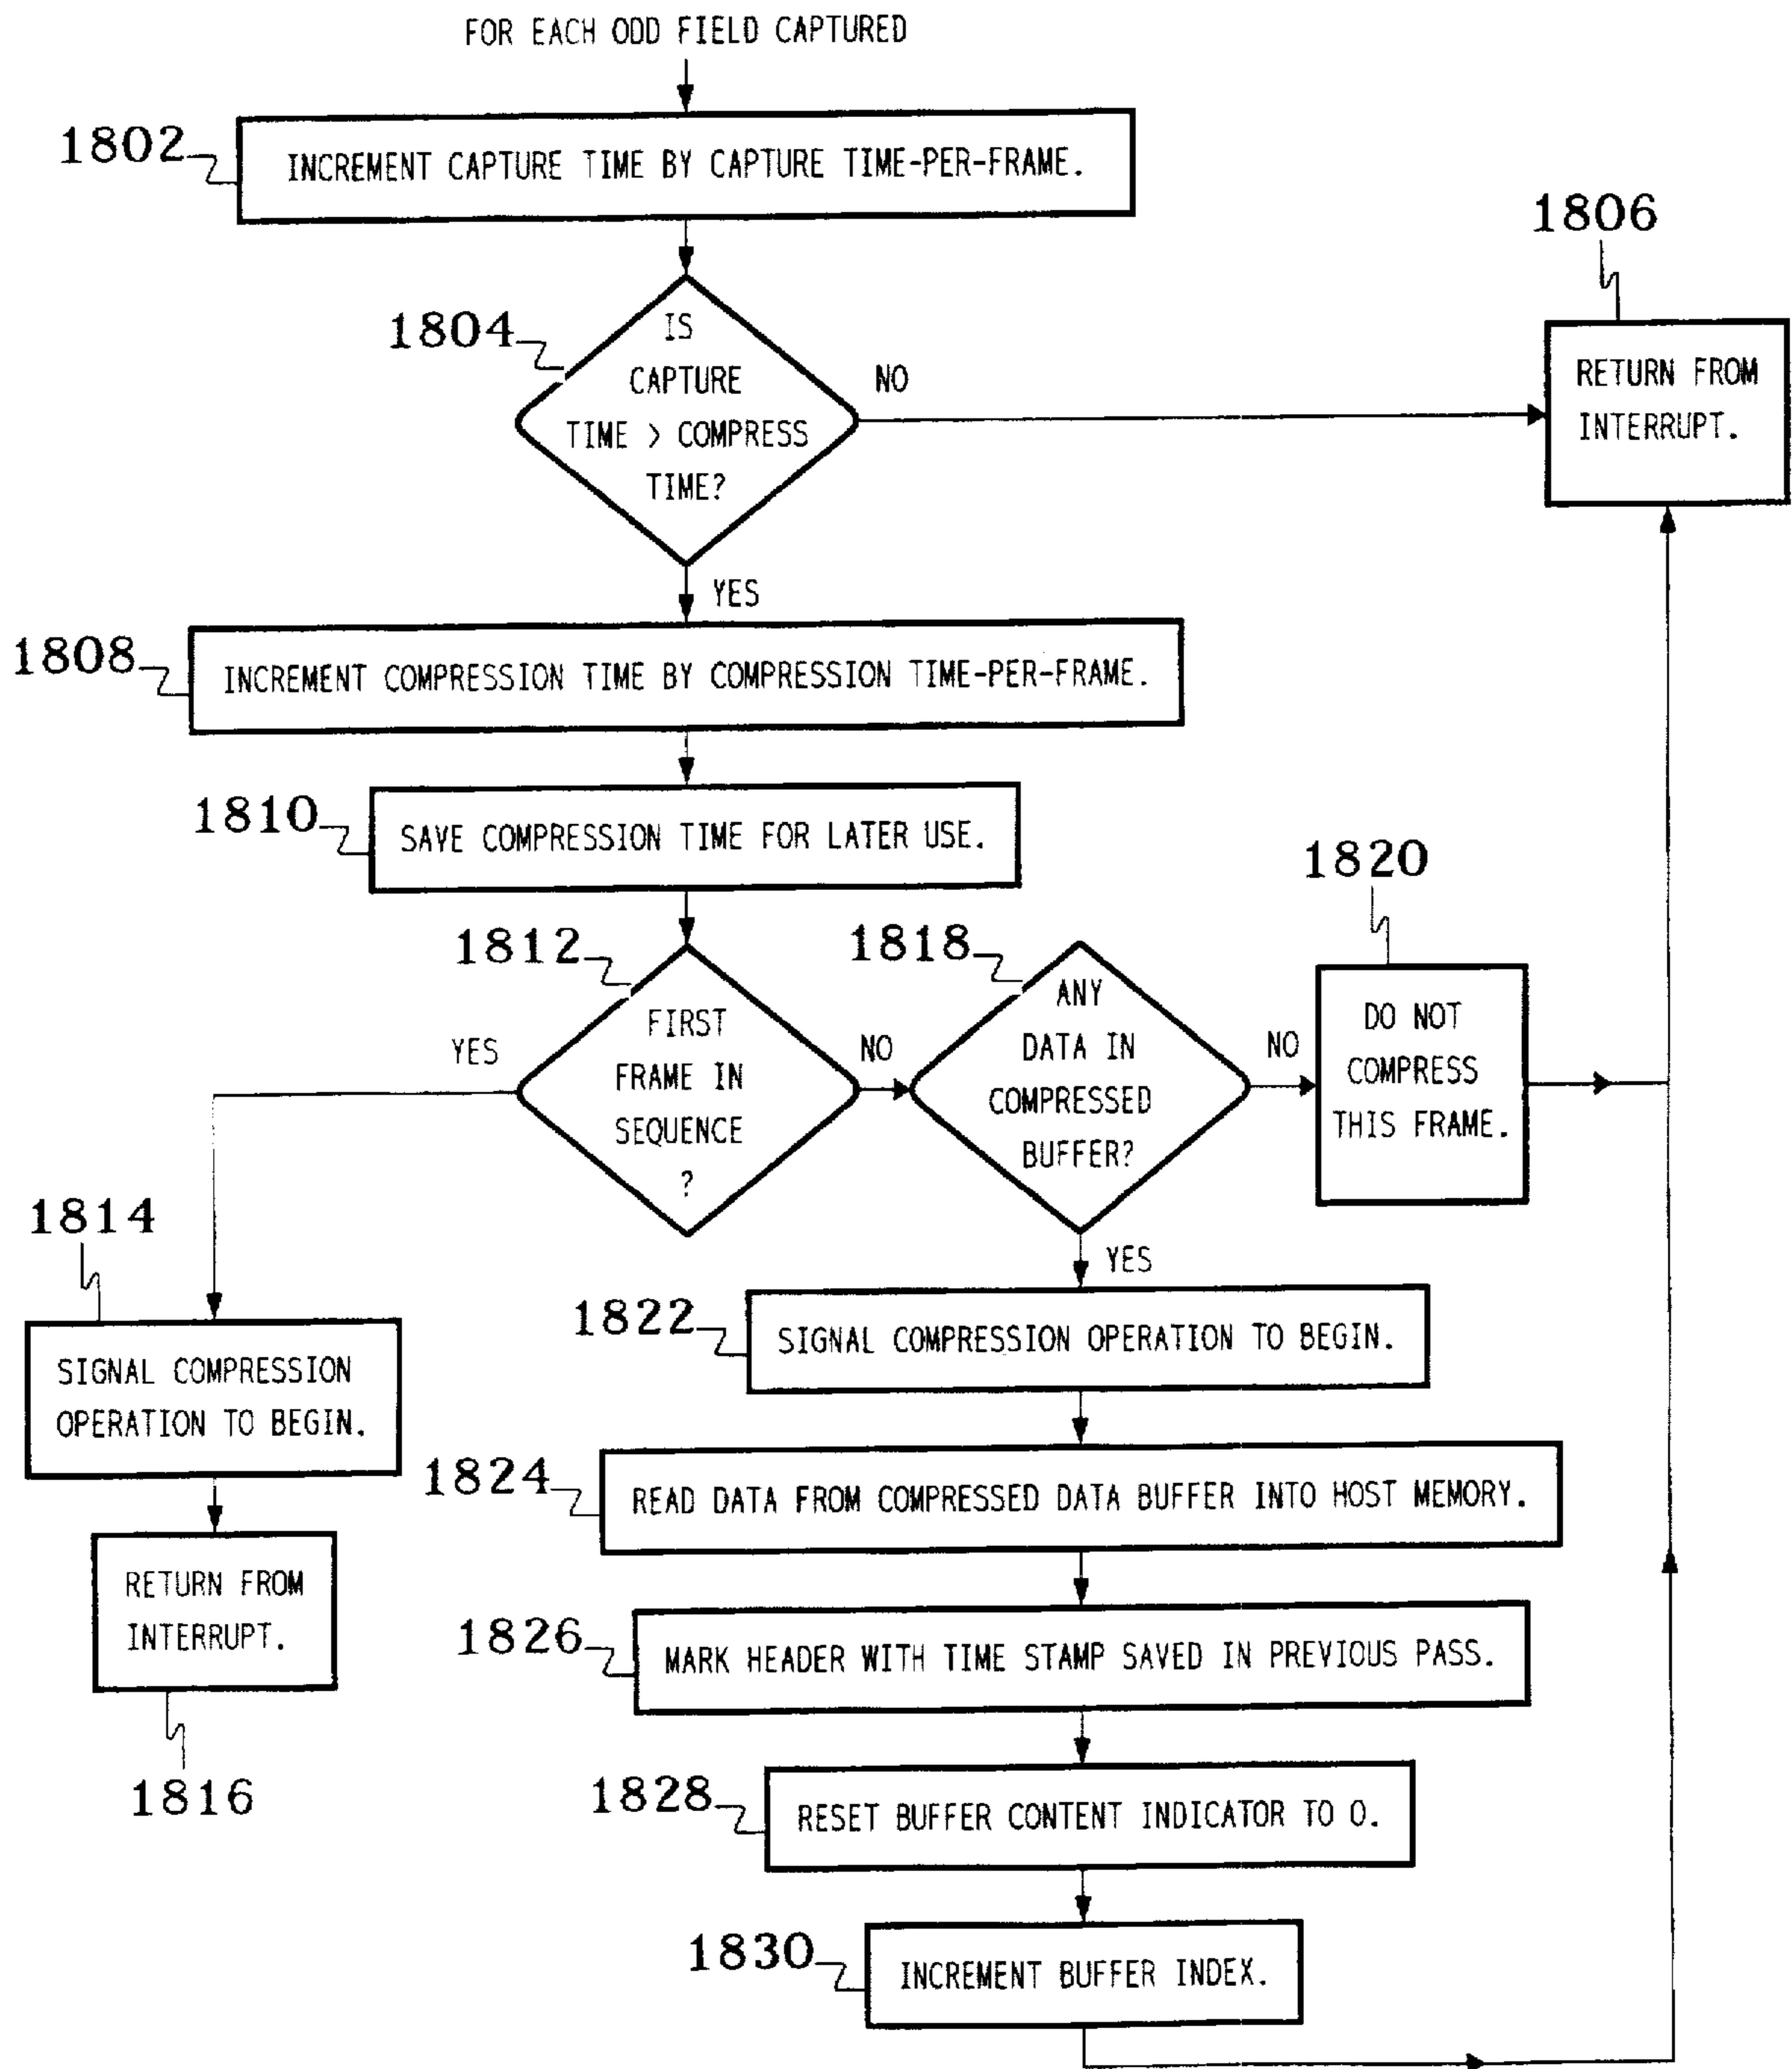 FOR EACH ODD FIELD CAPTURED
1802
INCREMENT CAPTURE TIME BY CAPTURE TIME-PER-FRAME.
1804
IS
CAPTURE
TIME > COMPRESS
TIME?
NO
1806
RETURN FROM
INTERRUPT.
YES
1808
INCREMENT COMPRESSION TIME BY COMPRESSION TIME-PER-FRAME.
1810
SAVE COMPRESSION TIME FOR LATER USE.
1812
FIRST
FRAME IN
SEQUENCE
?
YES
NO
1818
ANY
DATA IN
COMPRESSED
BUFFER?
NO
1820
DO NOT
COMPRESS
THIS FRAME.
YES
1814
SIGNAL COMPRESSION
OPERATION TO BEGIN.
RETURN FROM
INTERRUPT.
1816
1822
SIGNAL COMPRESSION OPERATION TO BEGIN.
1824
READ DATA FROM COMPRESSED DATA BUFFER INTO HOST MEMORY.
1826
MARK HEADER WITH TIME STAMP SAVED IN PREVIOUS PASS.
1828
RESET BUFFER CONTENT INDICATOR TO 0.
1830
INCREMENT BUFFER INDEX.